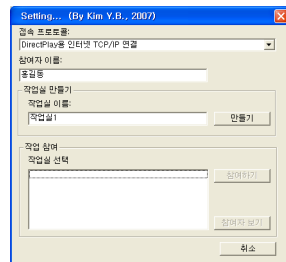 Setting... (By Kim Y.B., 2007)
접속 프로토콜:
DirectPlay용 인터넷 TCP/IP 연결
참여자 이름:
홍길동
작업실 만들기
작업실 이름:
작업실1
만들기
작업 참여
작업실 선택
참여하기
참여자 보기
취소